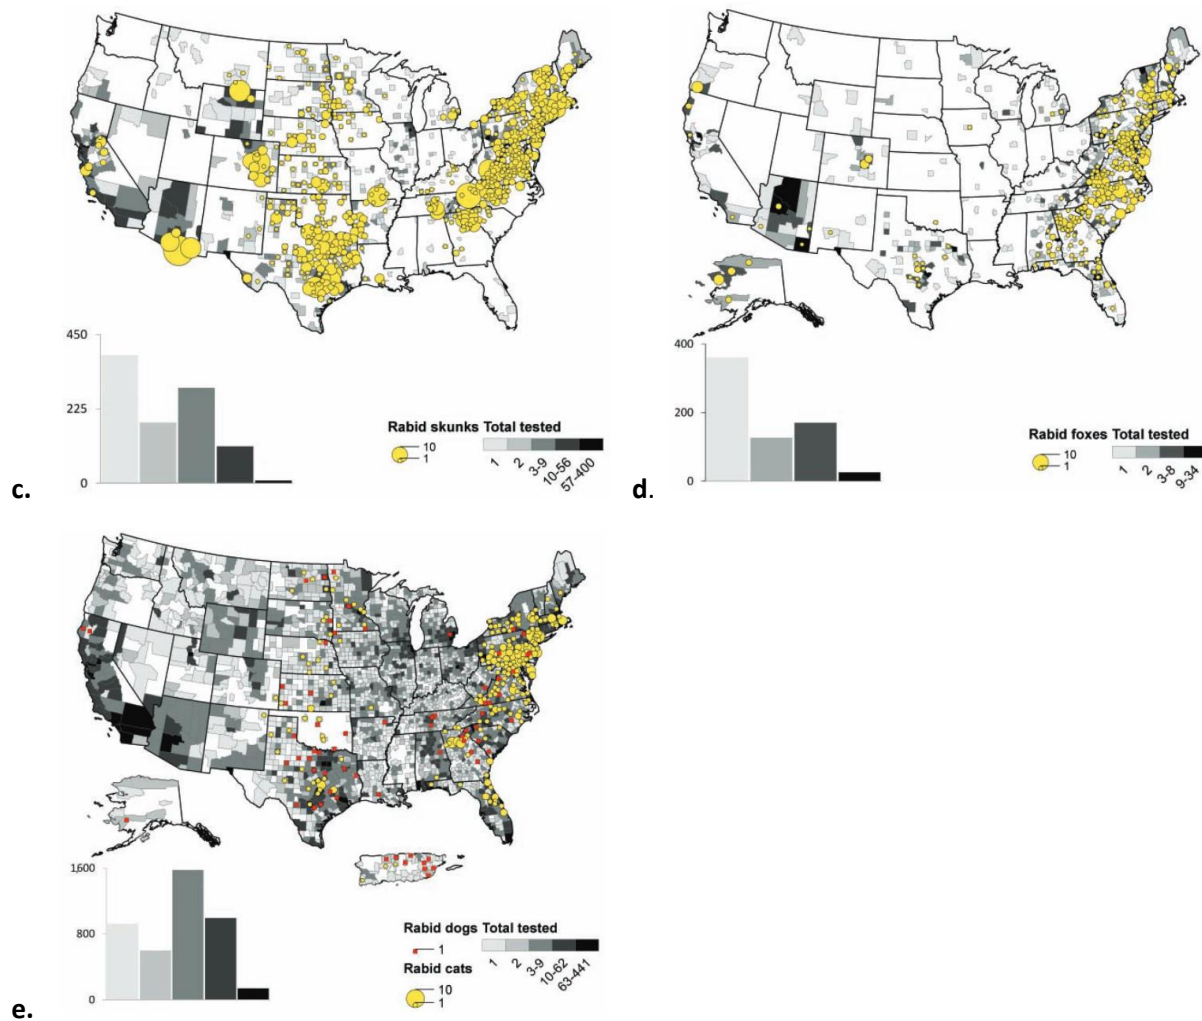 450
225
0
Rabid skunks Total tested
10
1
1 2 3-9 10-56 57-400
c.
400
200
0
Rabid foxes Total tested
10
1
1 2 3-8 9-34
d.
1,600
800
0
Rabid dogs Total tested
1
1 2 3-9 10-62 63-441
Rabid cats
10
1
e.